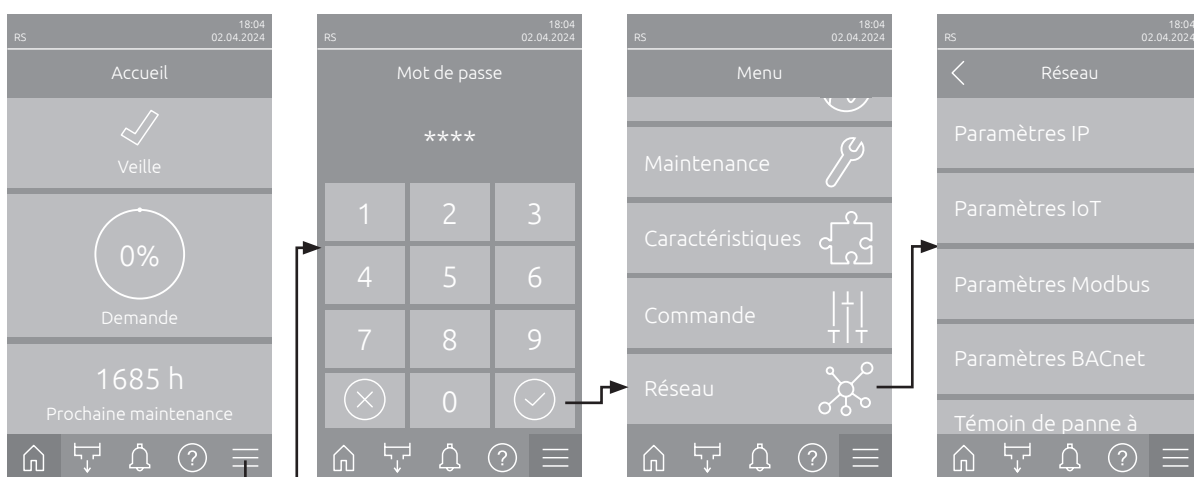 18:04
RS 02.04.2024
Accueil
Veille
0%
Demande
1685 h
Prochaine maintenance
?
18:04
RS 02.04.2024
Mot de passe
****
1 2 3
4 5 6
7 8 9
0
?
18:04
RS 02.04.2024
Menu
Maintenance
Caractéristiques
Commande
Réseau
?
18:04
RS 02.04.2024
Réseau
Paramètres IP
Paramètres IoT
Paramètres Modbus
Paramètres BACnet
Témoin de panne à
?